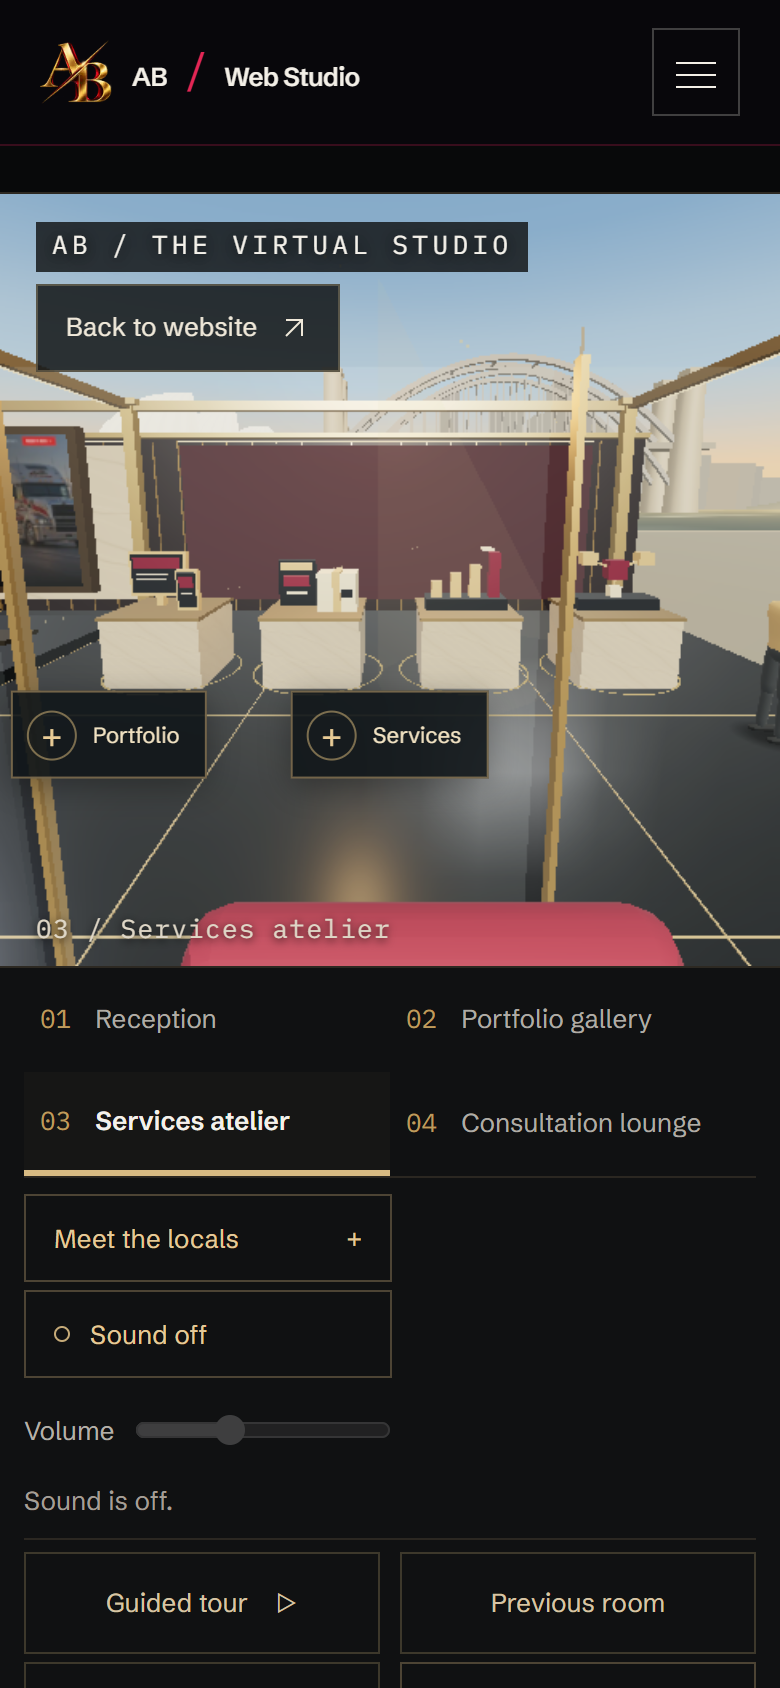 AB
AB / Web Studio
AB / THE VIRTUAL STUDIO
Back to website
+ Portfolio
+ Services
03 / Services atelier
01 Reception
02 Portfolio gallery
03 Services atelier
04 Consultation lounge
Meet the locals +
Sound off
Volume
Sound is off.
Guided tour
Previous room